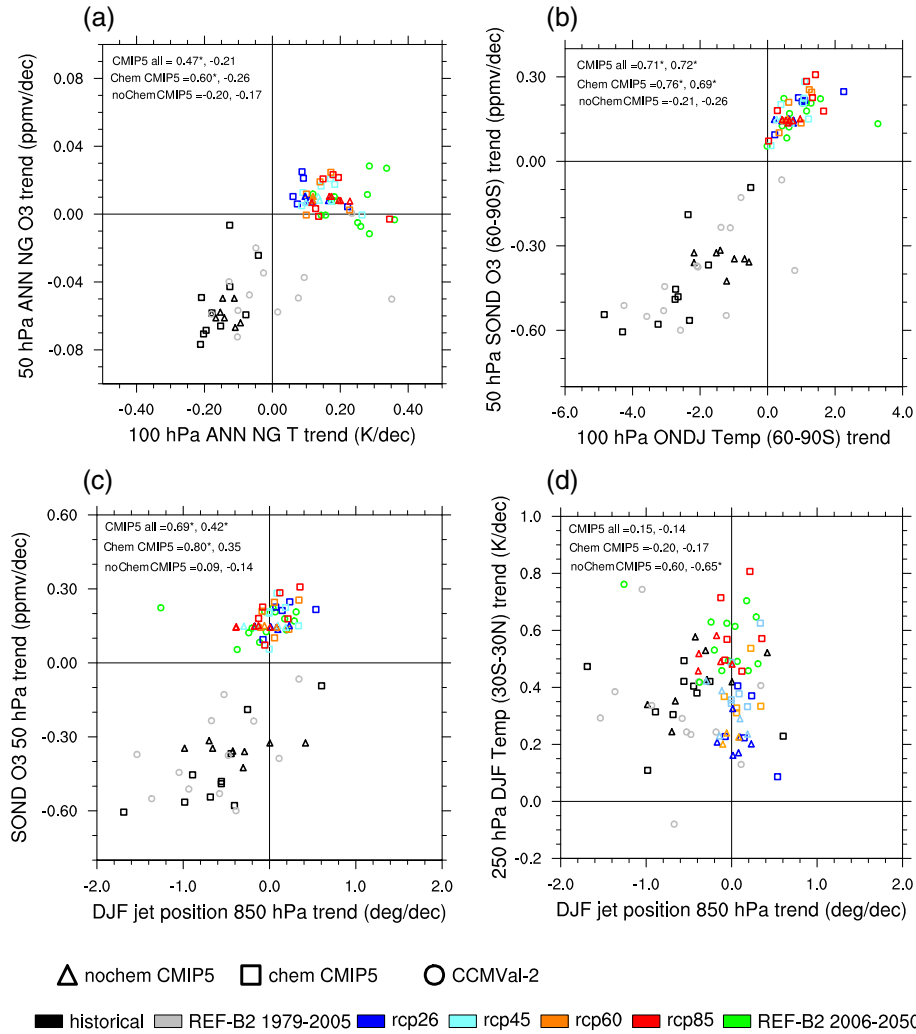 (a)
(b)
CMIP5 all = 0.47*, -0.21
Chem CMIP5 = 0.60*, -0.26
noChemCMIP5 =-0.20, -0.17
50 hPa ANN NG O3 trend (ppmv/dec)
0.08
0.04
0.00
-0.04
-0.08
-0.40
-0.20
0.00
0.20
0.40
100 hPa ANN NG T trend (K/dec)
CMIP5 all = 0.71*, 0.72*
Chem CMIP5 =0.76*, 0.69*
noChemCMIP5 =-0.21, -0.26
50 hPa SOND O3 (60-90S) trend (ppmv/dec)
0.30
0.00
-0.30
-0.60
-6.0
-4.0
-2.0
0.0
2.0
4.0
100 hPa ONDJ Temp (60-90S) trend
(c)
(d)
CMIP5 all =0.69*, 0.42*
Chem CMIP5 =0.80*, 0.35
noChemCMIP5 =0.09, -0.14
SOND O3 50 hPa trend (ppmv/dec)
0.60
0.30
0.00
-0.30
-0.60
2.0
-1.0
0.0
1.0
2.0
DJF jet position 850 hPa trend (deg/dec)
CMIP5 all =0.15, -0.14
Chem CMIP5 =-0.20, -0.17
noChemCMIP5 =0.60, -0.65*
250 hPa DJF Temp (30S-30N) trend (K/dec)
1.0
0.8
0.6
0.4
0.2
0.0
-0.2
2.0
-1.0
0.0
1.0
2.0
DJF jet position 850 hPa trend (deg/dec)
nochem CMIP5 chem CMIP5 CCMVal-2
historical REF-B2 1979-2005 rcp26 rcp45 rcp60 rcp85 REF-B2 2006-205